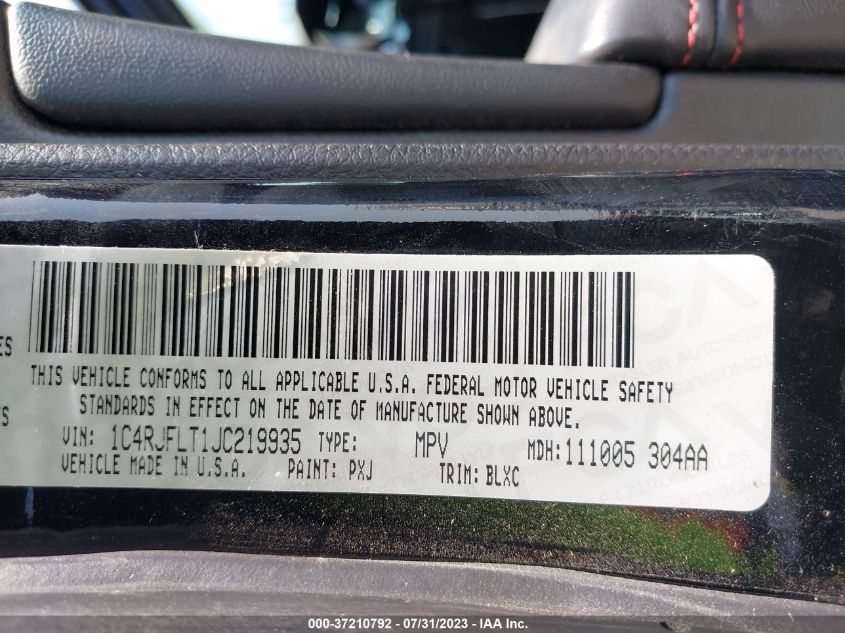 ES
THIS VEHICLE CONFORMS TO ALL APPLICABLE U.S.A. FEDERAL MOTOR VEHICLE SAFETY
STANDARDS IN EFFECT ON THE DATE OF MANUFACTURE SHOWN ABOVE.
TS
VIN: 1C4RJFLT1JC219935 TYPE: MPV MDH:111005 304AA
VEHICLE MADE IN U.S.A. PAINT: PXJ TRIM: BLXC
000-37210792 - 07/31/2023 - IAA Inc.